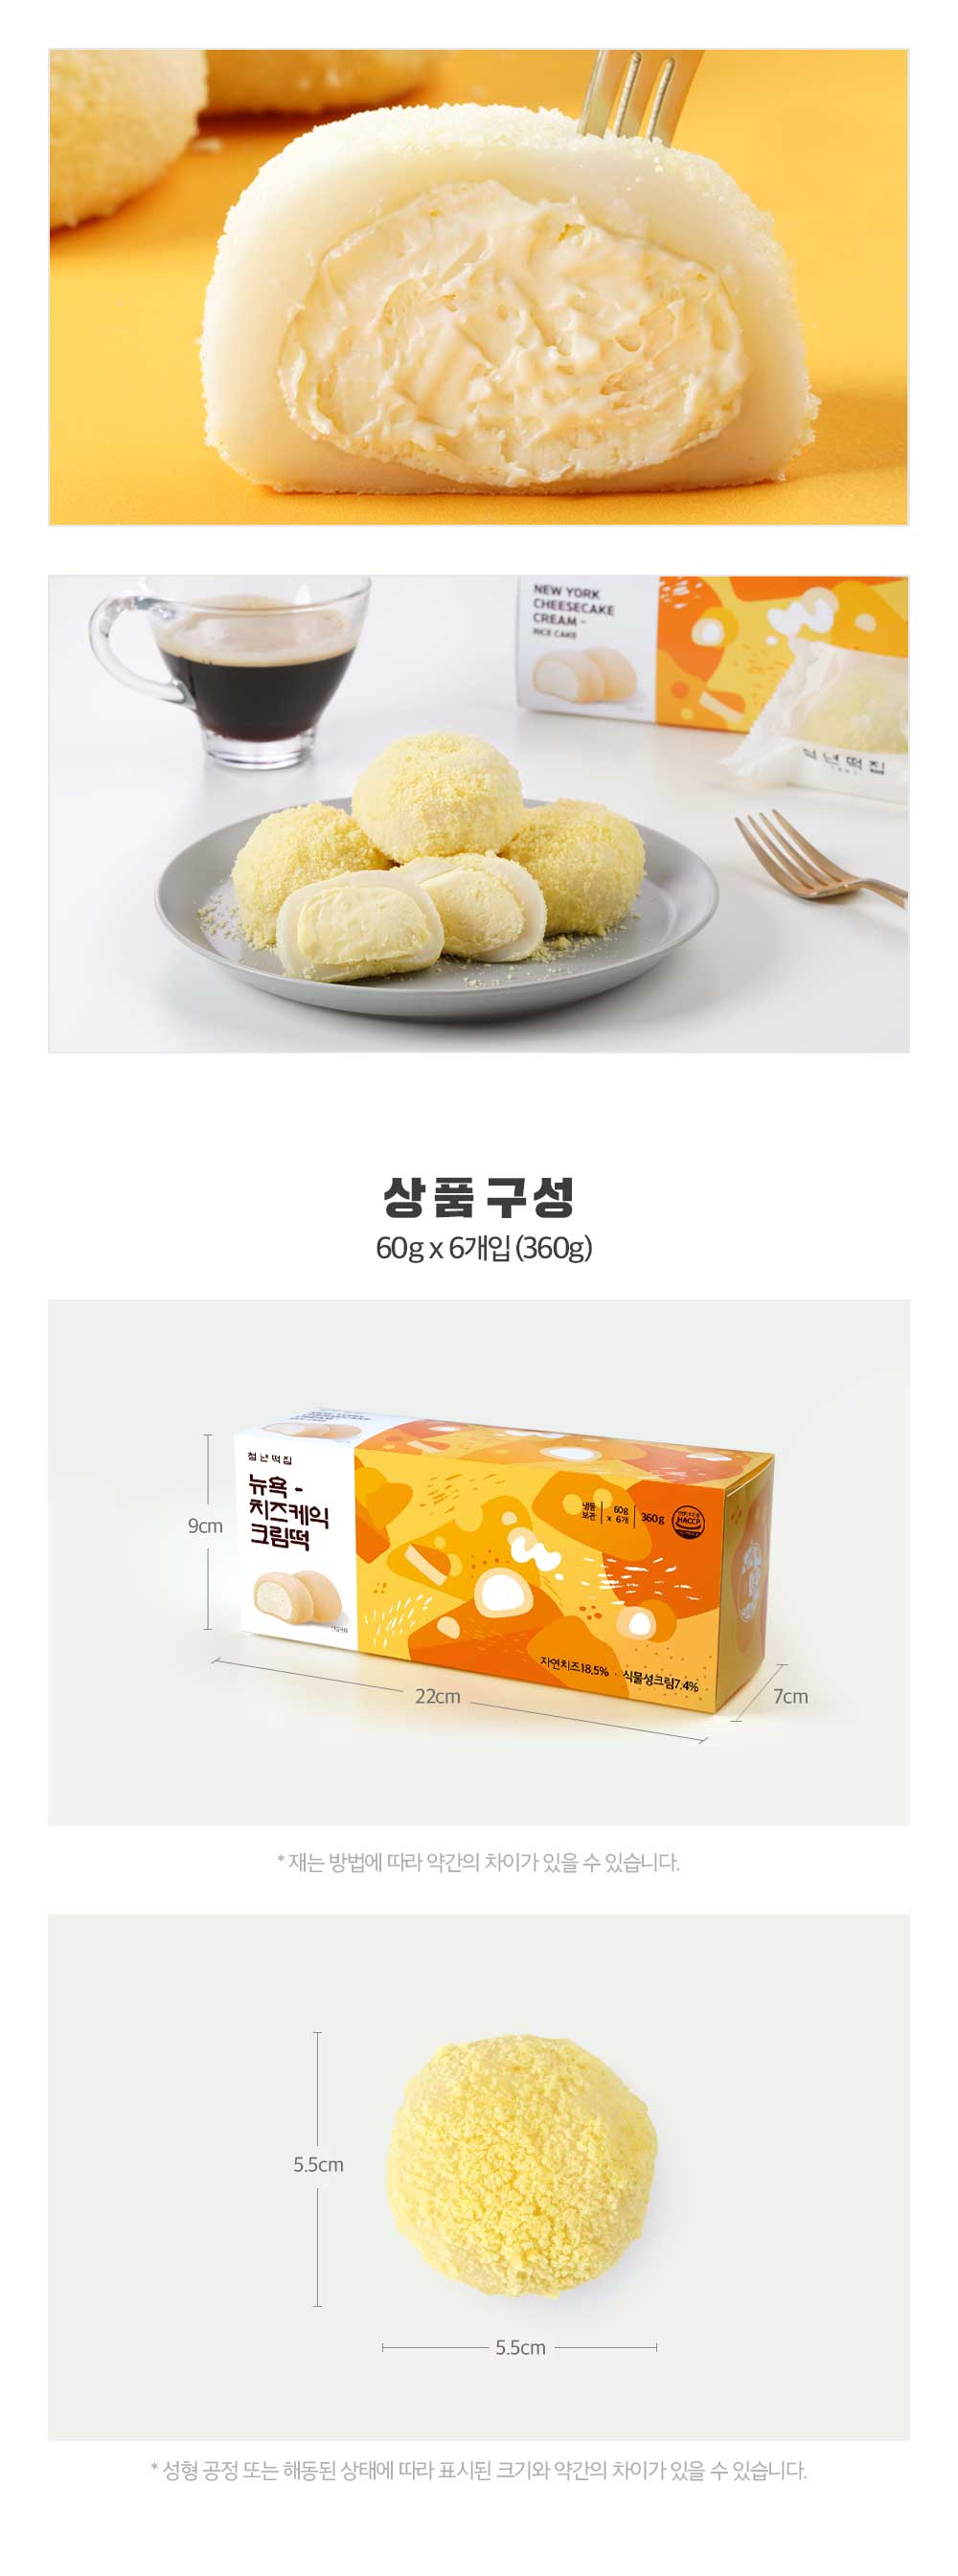 NEW YORK
CHEESECAKE
CREAM -
RICE CAKE
청년떡집
상품 구성
60g x 6개입 (360g)
청년떡집
뉴욕 -
치즈케익
크림떡
냉동
보관
60g
x 6개
360g
HACCP
자연치즈18.5% · 식물성크림7.4%
9cm
22cm
7cm
* 재는 방법에 따라 약간의 차이가 있을 수 있습니다.
5.5cm
5.5cm
* 성형 공정 또는 해동된 상태에 따라 표시된 크기와 약간의 차이가 있을 수 있습니다.